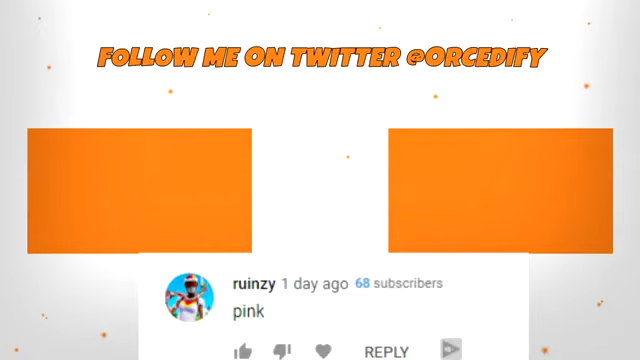 FOLLOW ME ON TWITTER @ORCEDIFY
ruinzy 1 day ago 68 subscribers
pink
REPLY